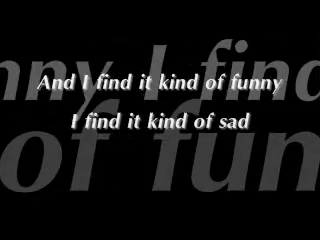 And I find it kind of funny
I find it kind of sad
nny I find
of fun